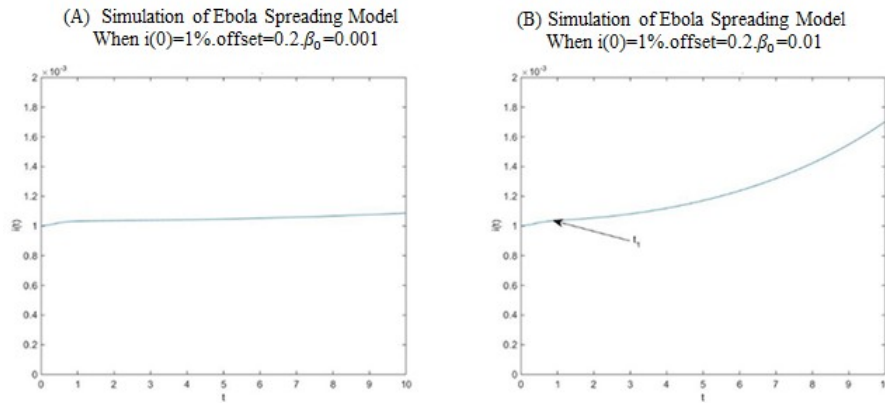 (A) Simulation of Ebola Spreading Model
When i(0)=1%.offset=0.2.β₀=0.001
×10⁻³
2
1.8
1.6
1.4
1.2
1
0.8
0.6
0.4
0.2
0
i(t)
0 1 2 3 4 5 6 7 8 9 10
t
(B) Simulation of Ebola Spreading Model
When i(0)=1%.offset=0.2.β₀=0.01
×10⁻³
2
1.8
1.6
1.4
1.2
1
0.8
0.6
0.4
0.2
0
i(t)
t₁
0 1 2 3 4 5 6 7 8 9 10
t